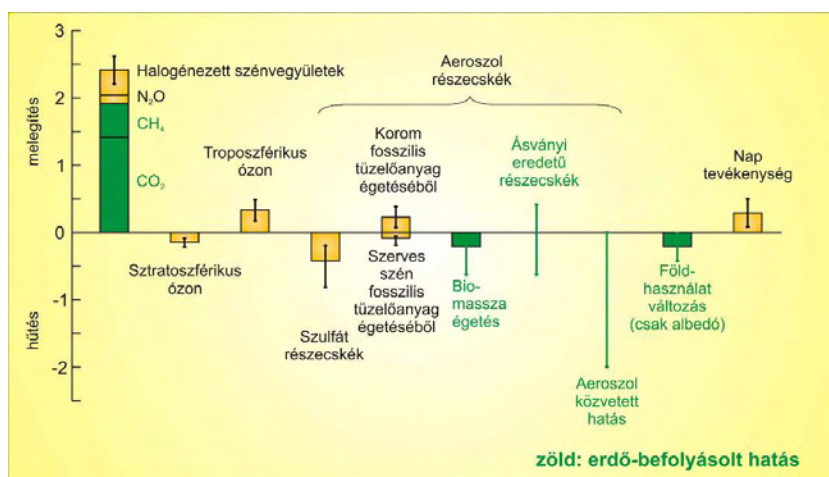 3
2
1
0
-1
-2
melegítés
hűtés
Halogénezett szénvegyületek
N₂O
CH₄
CO₂
Sztratoszférikus
ózon
Troposzférikus
ózon
Aeroszol
részecskék
Szulfát
részecskék
Korom
fosszilis
tüzelőanyag
égetéséből
Szerves
szén
fosszilis
tüzelőanyag
égetéséből
Bio-
massza
égetés
Ásványi
eredetű
részecskék
Aeroszol
közvetett
hatás
Nap
tevékenység
Föld-
használat
változás
(csak albedó)
zöld: erdő-befolyásolt hatás